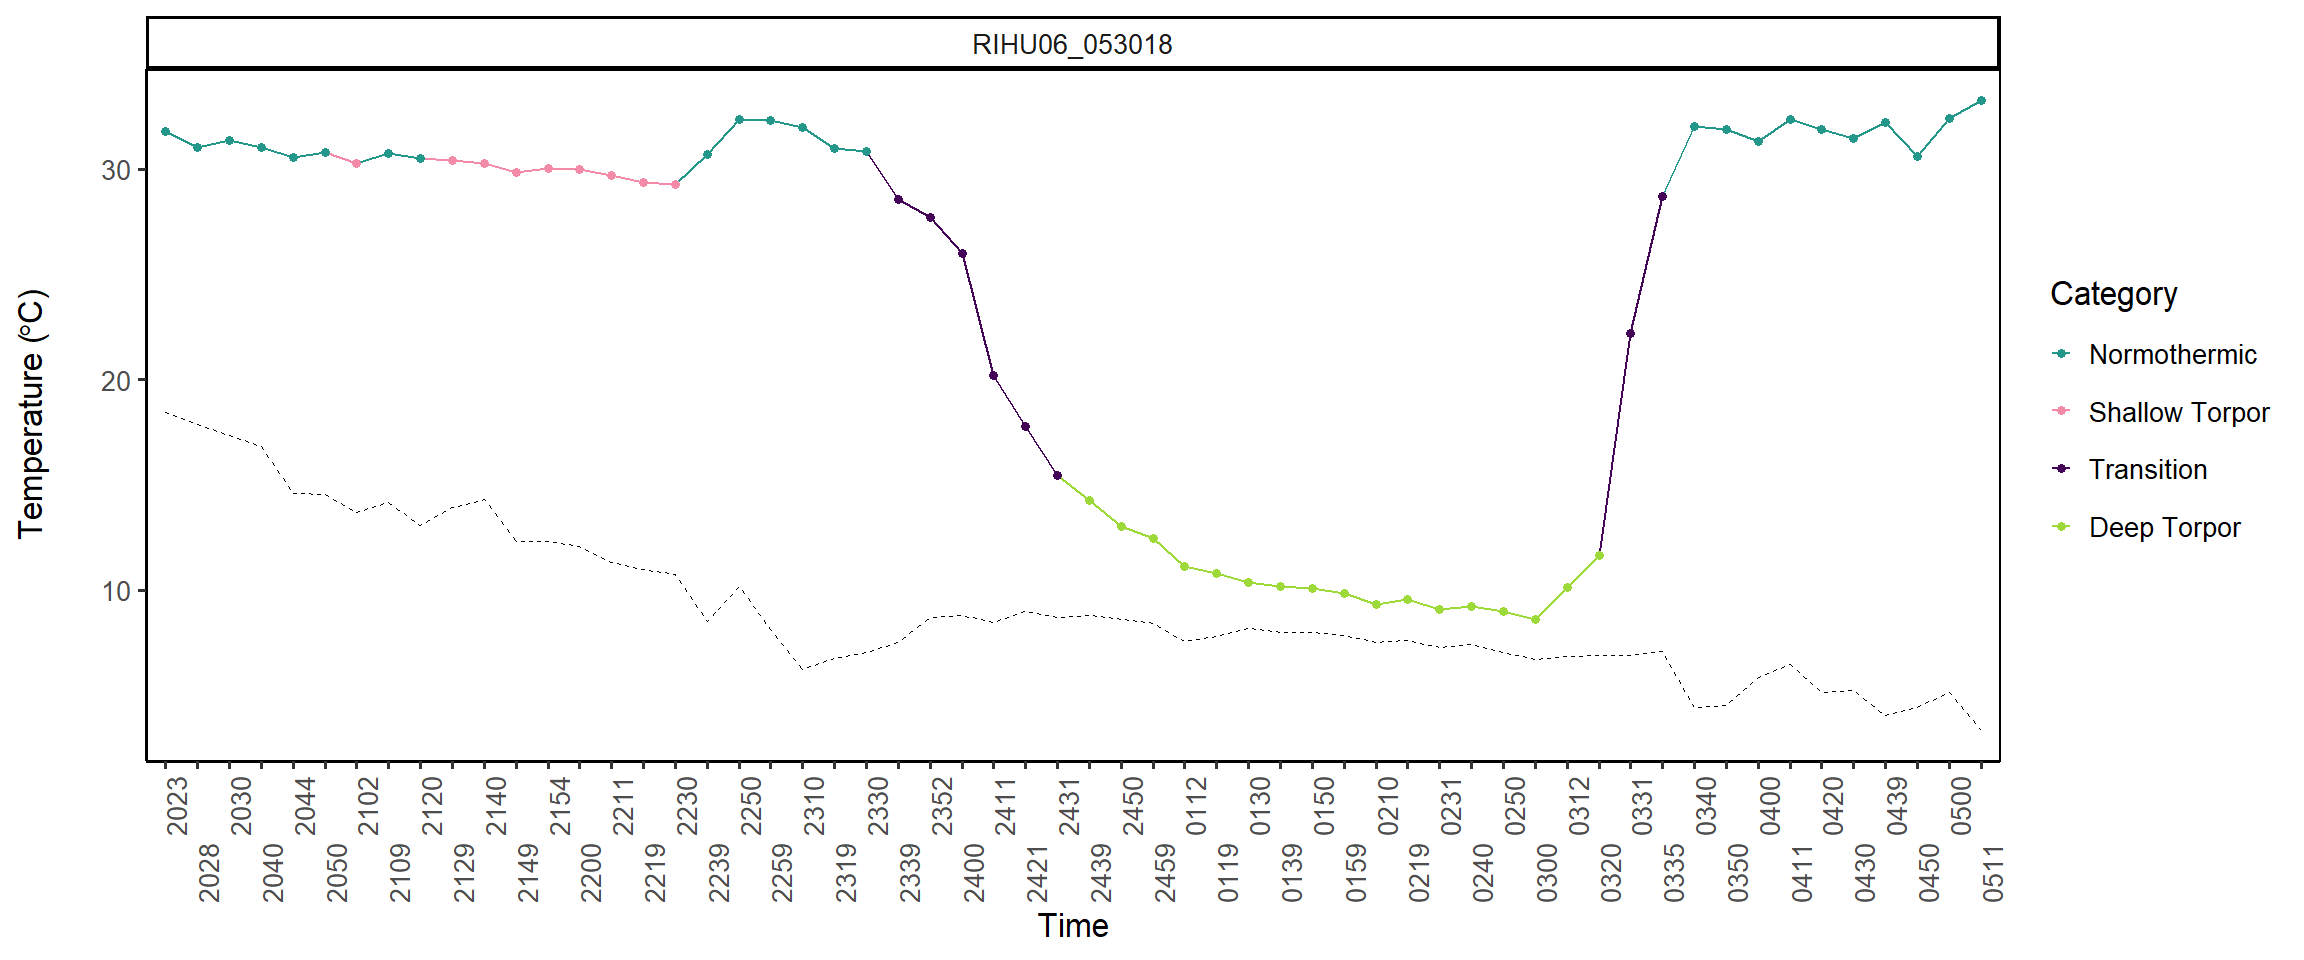 RIHU06_053018
Temperature (°C)
30
20
10
2023 2030 2044 2102 2120 2140 2154 2211 2230 2250 2310 2330 2352 2411 2431 2450 0112 0130 0150 0210 0231 0250 0312 0331 0340 0400 0420 0439 0500
2028 2040 2050 2109 2129 2149 2200 2219 2239 2259 2319 2339 2400 2421 2439 2459 0119 0139 0159 0219 0240 0300 0320 0335 0350 0411 0430 0450 0511
Time
Category
Normothermic
Shallow Torpor
Transition
Deep Torpor